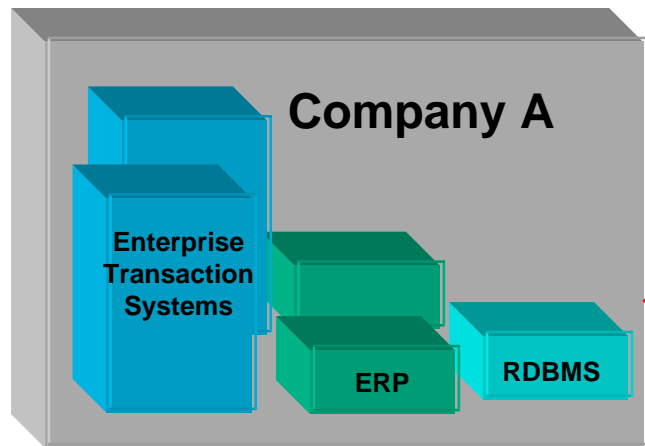 Company A
Enterprise
Transaction
Systems
ERP
RDBMS